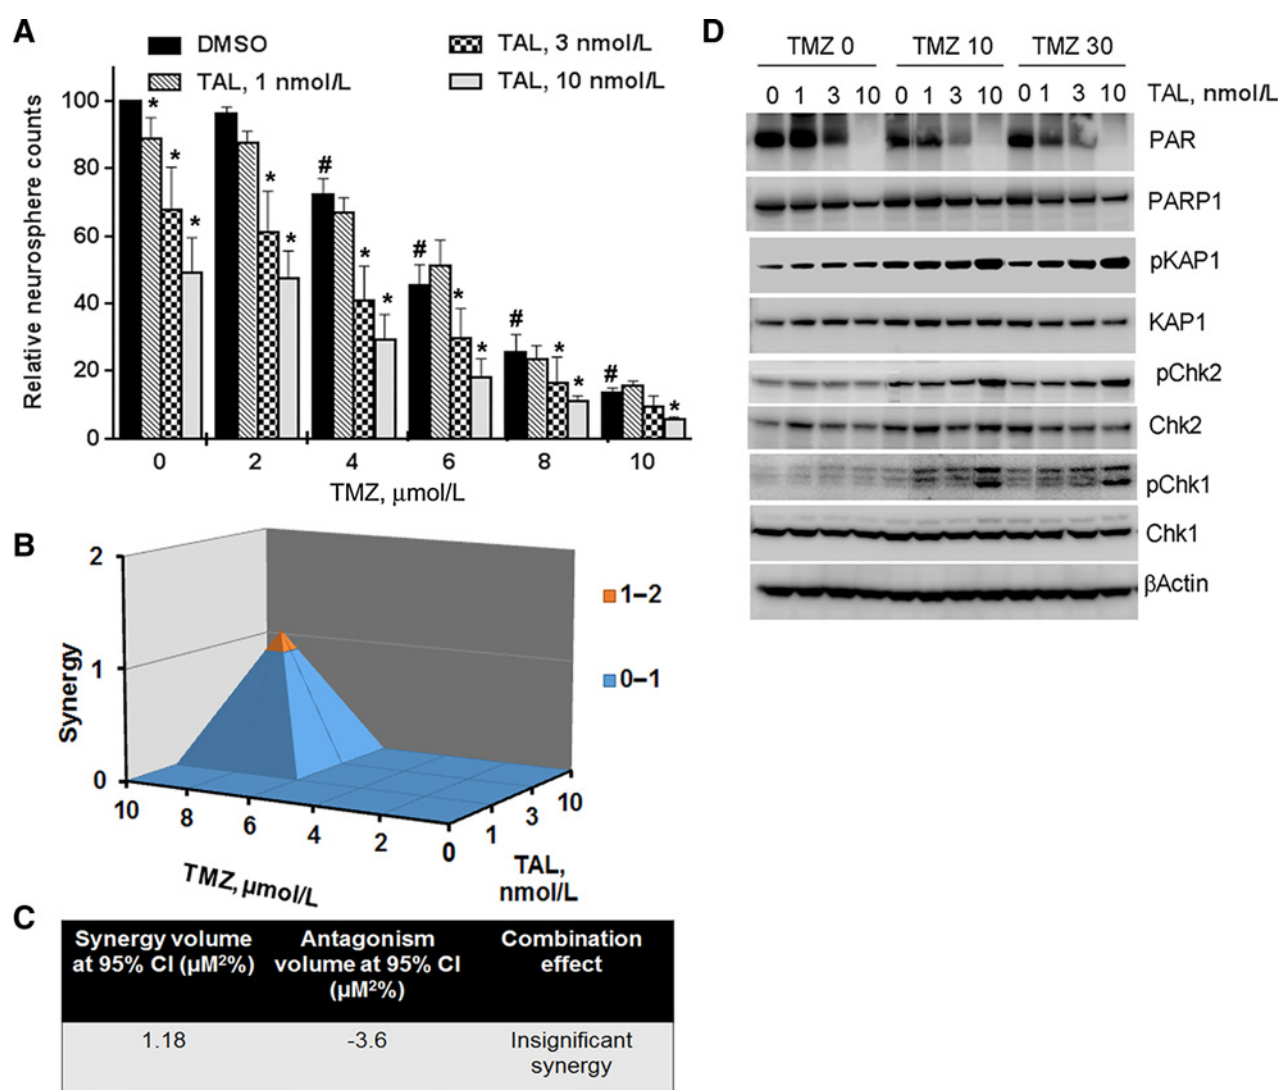 A
DMSO
TAL, 3 nmol/L
TAL, 1 nmol/L
TAL, 10 nmol/L
Relative neurosphere counts
100
80
60
40
20
0
* * *
* *
# * *
# * *
# * *
# *
0 2 4 6 8 10
TMZ, μmol/L
B
Synergy
2
1
0
1–2
0–1
10 8 6 4 2 0
TMZ, μmol/L
1 3 10
TAL,
nmol/L
C
Synergy volume at 95% CI (µM²%)
Antagonism volume at 95% CI (µM²%)
Combination effect
1.18
-3.6
Insignificant synergy
D
TMZ 0 TMZ 10 TMZ 30
0 1 3 10 0 1 3 10 0 1 3 10 TAL, nmol/L
PAR
PARP1
pKAP1
KAP1
pChk2
Chk2
pChk1
Chk1
βActin